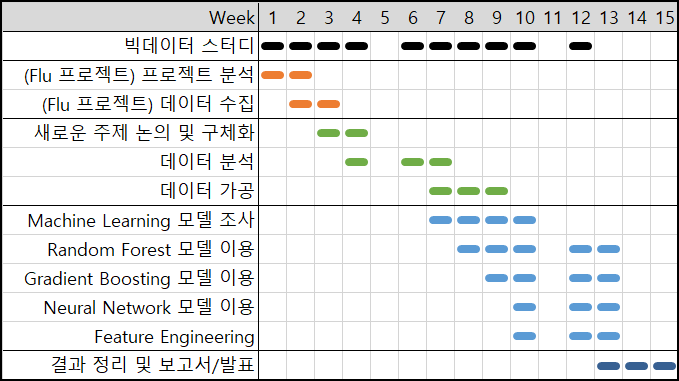 Week 1 2 3 4 5 6 7 8 9 10 11 12 13 14 15
빅데이터 스터디
(Flu 프로젝트) 프로젝트 분석
(Flu 프로젝트) 데이터 수집
새로운 주제 논의 및 구체화
데이터 분석
데이터 가공
Machine Learning 모델 조사
Random Forest 모델 이용
Gradient Boosting 모델 이용
Neural Network 모델 이용
Feature Engineering
결과 정리 및 보고서/발표